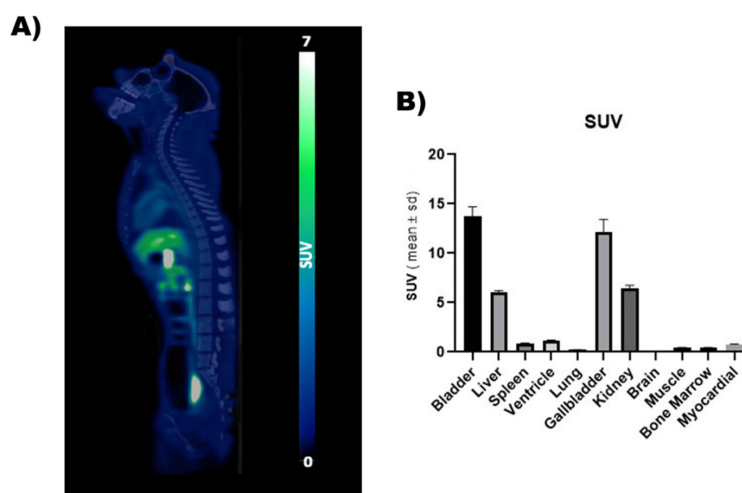 A)
7
SUV
0
B)
SUV
SUV ( mean ± sd)
20
15
10
5
0
Bladder
Liver
Spleen
Ventricle
Lung
Gallbladder
Kidney
Brain
Muscle
Bone Marrow
Myocardial